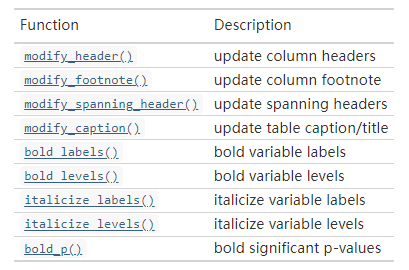 Function Description
modify_header() update column headers
modify_footnote() update column footnote
modify_spanning_header() update spanning headers
modify_caption() update table caption/title
bold_labels() bold variable labels
bold_levels() bold variable levels
italicize_labels() italicize variable labels
italicize_levels() italicize variable levels
bold_p() bold significant p-values